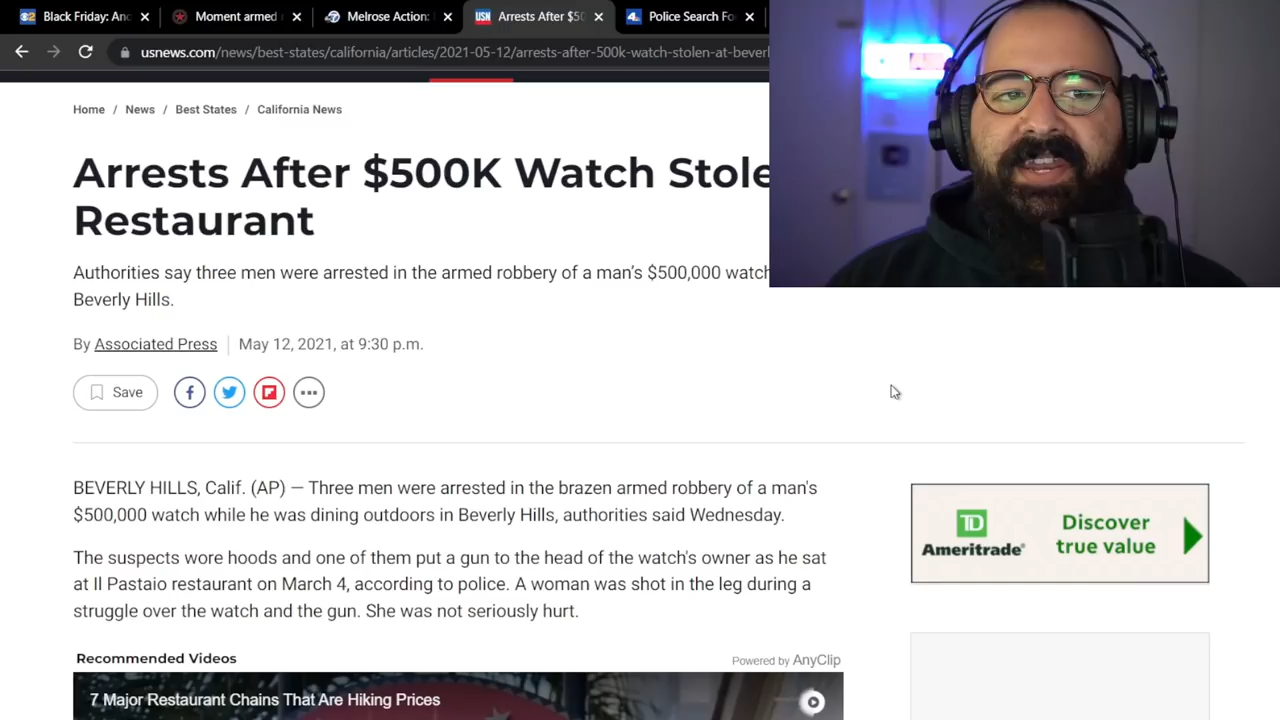 Black Friday: An
Moment armed
Melrose Action:
USN Arrests After $50
4 Police Search Fo
usnews.com/news/best-states/california/articles/2021-05-12/arrests-after-500k-watch-stolen-at-beverl
Home / News / Best States / California News
Arrests After $500K Watch Stole
Restaurant
Authorities say three men were arrested in the armed robbery of a man's $500,000 watch
Beverly Hills.
By Associated Press | May 12, 2021, at 9:30 p.m.
Save
BEVERLY HILLS, Calif. (AP) — Three men were arrested in the brazen armed robbery of a man's
$500,000 watch while he was dining outdoors in Beverly Hills, authorities said Wednesday.
The suspects wore hoods and one of them put a gun to the head of the watch's owner as he sat
at Il Pastaio restaurant on March 4, according to police. A woman was shot in the leg during a
struggle over the watch and the gun. She was not seriously hurt.
TD
Ameritrade
Discover
true value
Recommended Videos
Powered by AnyClip
7 Major Restaurant Chains That Are Hiking Prices